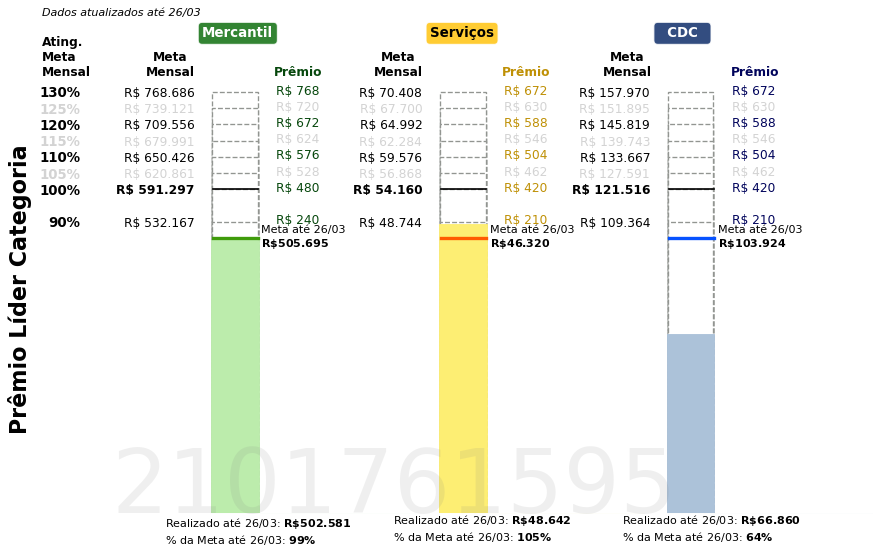 Dados atualizados até 26/03
Mercantil Serviços CDC
Ating.
Meta
Mensal
Meta
Mensal
Prêmio
Meta
Mensal
Prêmio
Meta
Mensal
Prêmio
130% R$ 768.686 R$ 768 R$ 70.408 R$ 672 R$ 157.970 R$ 672
125% R$ 739.121 R$ 720 R$ 67.700 R$ 630 R$ 151.895 R$ 630
120% R$ 709.556 R$ 672 R$ 64.992 R$ 588 R$ 145.819 R$ 588
115% R$ 679.991 R$ 624 R$ 62.284 R$ 546 R$ 139.743 R$ 546
110% R$ 650.426 R$ 576 R$ 59.576 R$ 504 R$ 133.667 R$ 504
105% R$ 620.861 R$ 528 R$ 56.868 R$ 462 R$ 127.591 R$ 462
100% R$ 591.297 R$ 480 R$ 54.160 R$ 420 R$ 121.516 R$ 420
90% R$ 532.167 R$ 240 R$ 48.744 R$ 210 R$ 109.364 R$ 210
Meta até 26/03
R$505.695
Meta até 26/03
R$46.320
Meta até 26/03
R$103.924
Prêmio Líder Categoria
2101761595
Realizado até 26/03: R$502.581
% da Meta até 26/03: 99%
Realizado até 26/03: R$48.642
% da Meta até 26/03: 105%
Realizado até 26/03: R$66.860
% da Meta até 26/03: 64%